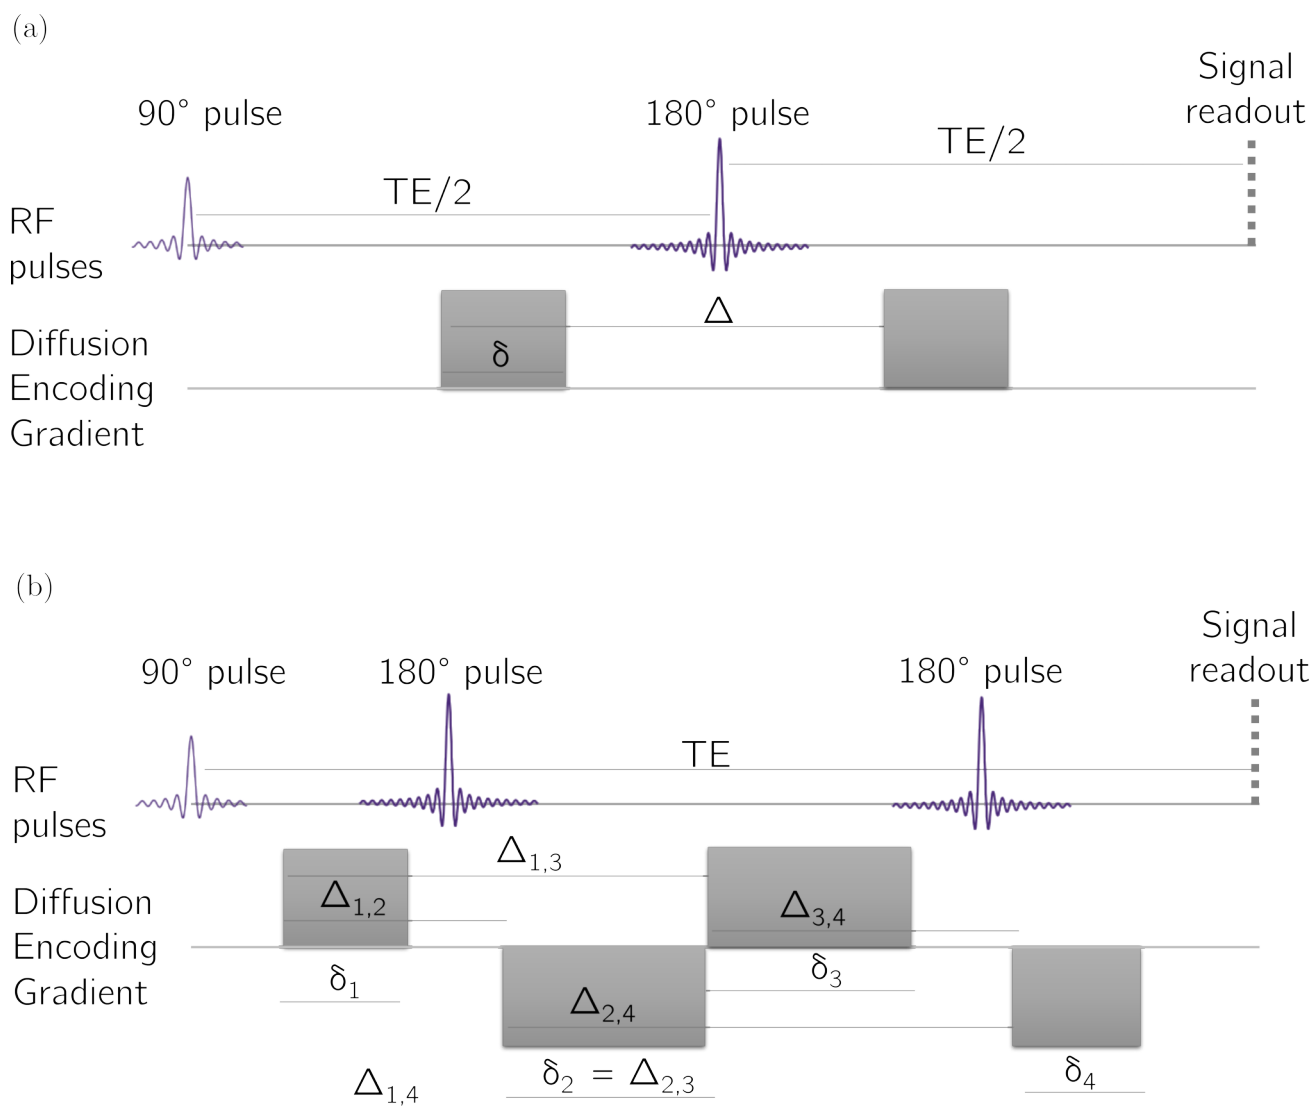 (a)
Signal
readout
90° pulse
180° pulse
TE/2
TE/2
RF
pulses
Δ
δ
Diffusion
Encoding
Gradient
(b)
Signal
readout
90° pulse
180° pulse
180° pulse
TE
RF
pulses
Δ1,3
Δ1,2
Δ3,4
Diffusion
Encoding
Gradient
δ1
δ3
Δ2,4
δ2 = Δ2,3
δ4
Δ1,4